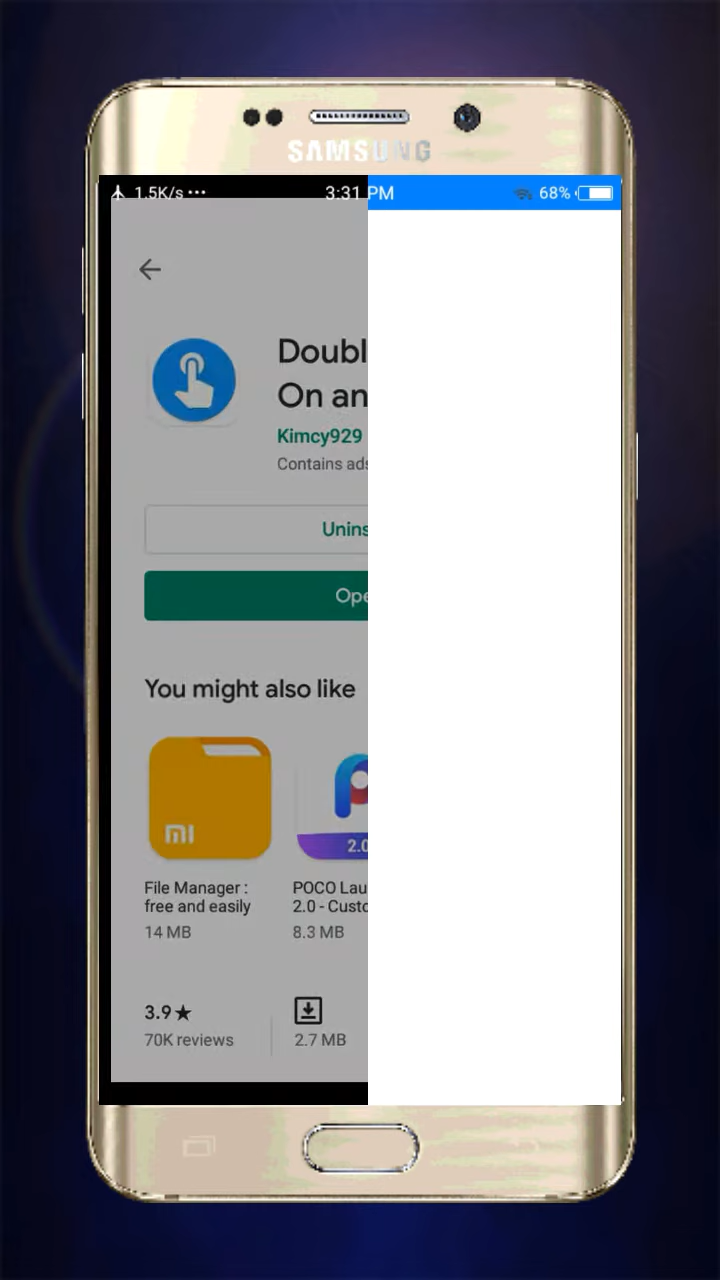 SAMSUNG
1.5K/s ...
3:31 PM
68%
Doubl
On an
Kimcy929
Contains ads
Unins
Ope
You might also like
mi
2.0
File Manager :
free and easily
14 MB
POCO Lau
2.0 - Custo
8.3 MB
3.9★
70K reviews
2.7 MB